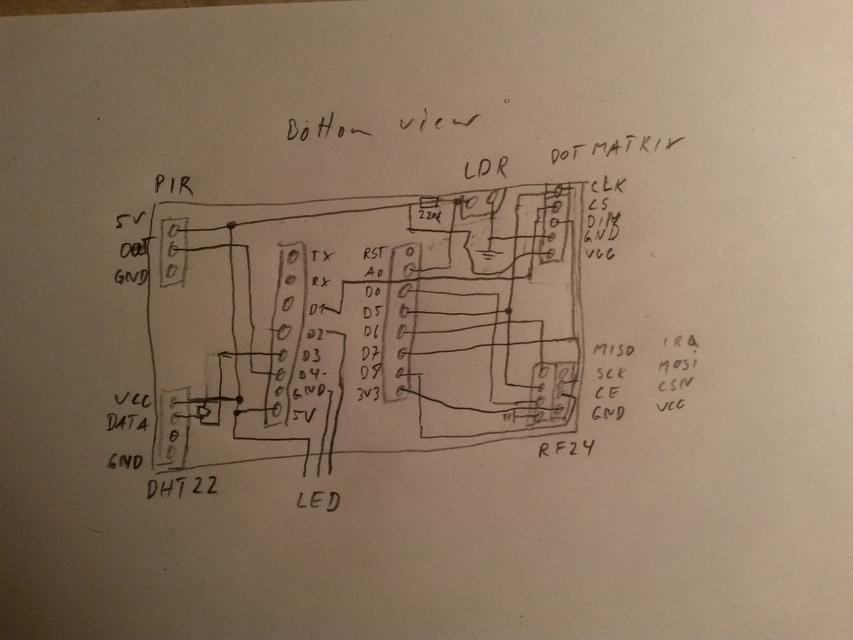 Bottom view
PIR
5V
OUT
GND
LDR
220k
DOT MATRIX
CLK
CS
DIN
GND
VCC
TX
RX
D1
D2
D3
D4
GND
5V
RST
A0
D0
D5
D6
D7
D8
3V3
VCC
DATA
GND
DHT22
LED
MISO IRQ
SCK MOSI
CE CSN
GND VCC
RF24